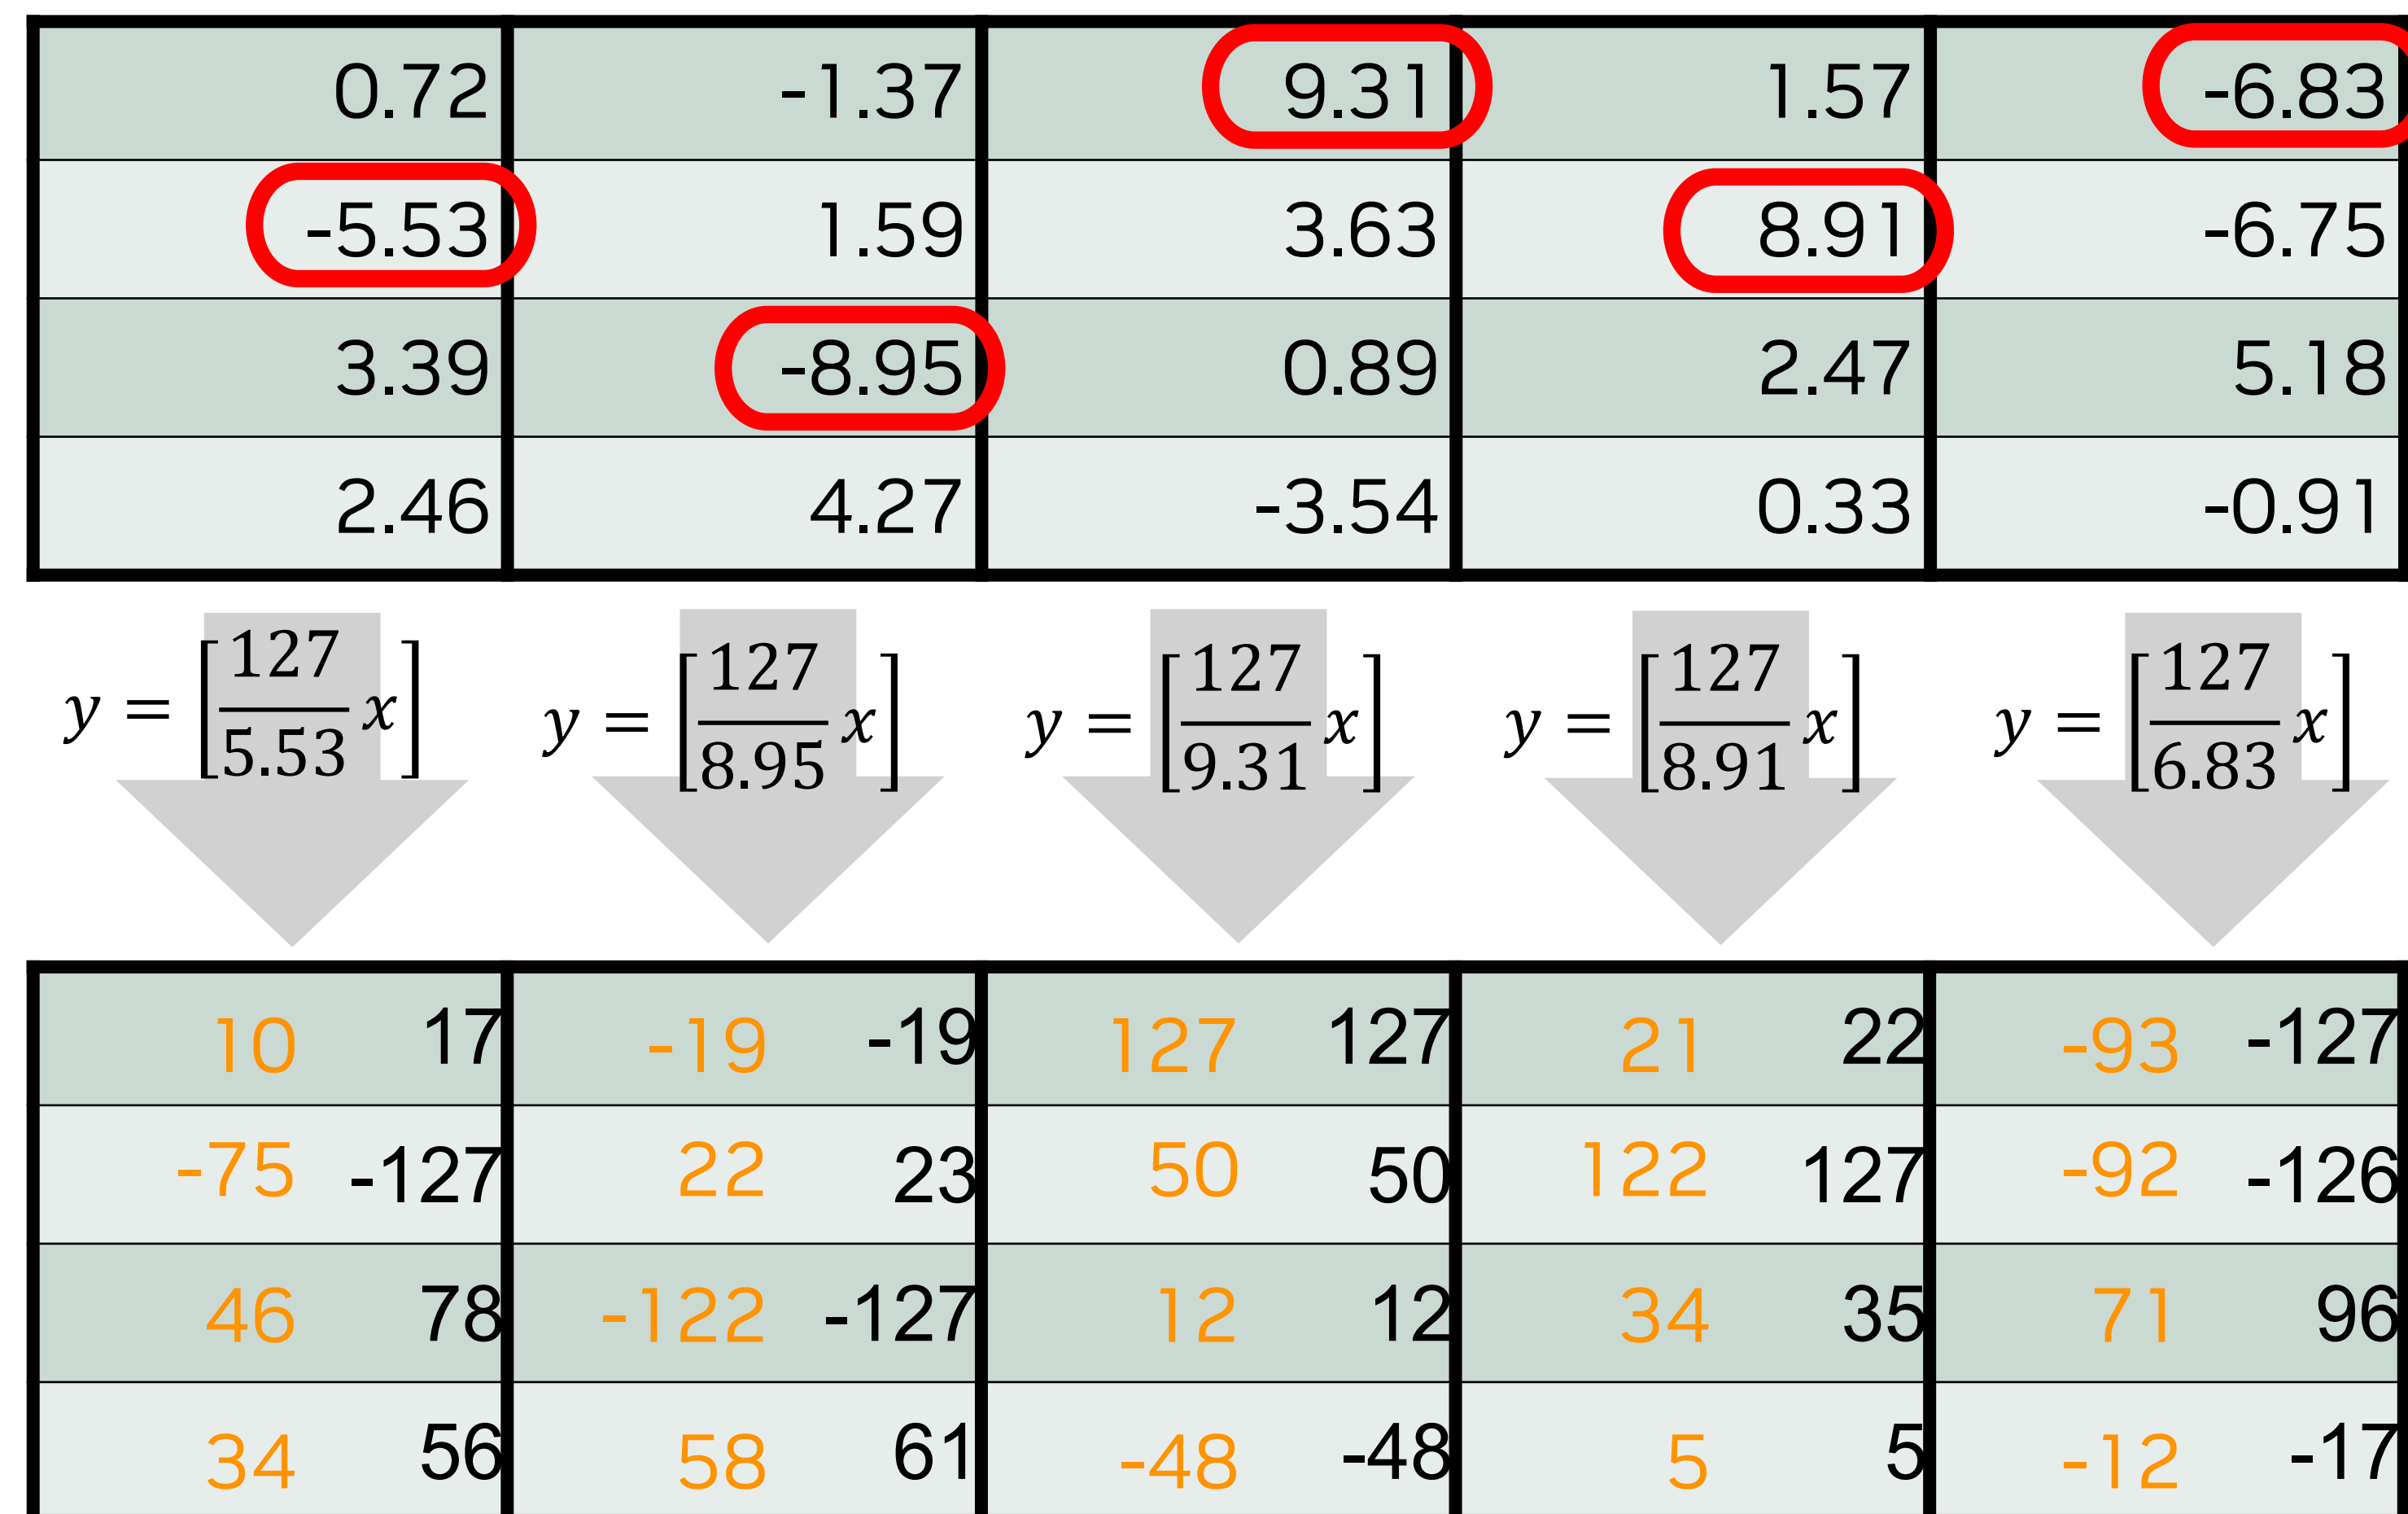 0.72 -1.37 9.31 1.57 -6.83
-5.53 1.59 3.63 8.91 -6.75
3.39 -8.95 0.89 2.47 5.18
2.46 4.27 -3.54 0.33 -0.91
y = [127/5.53 x] y = [127/8.95 x] y = [127/9.31 x] y = [127/8.91 x] y = [127/6.83 x]
10 17 -19 -19 127 127 21 22 -93 -127
-75 -127 22 23 50 50 122 127 -92 -126
46 78 -122 -127 12 12 34 35 71 96
34 56 58 61 -48 -48 5 5 -12 -17